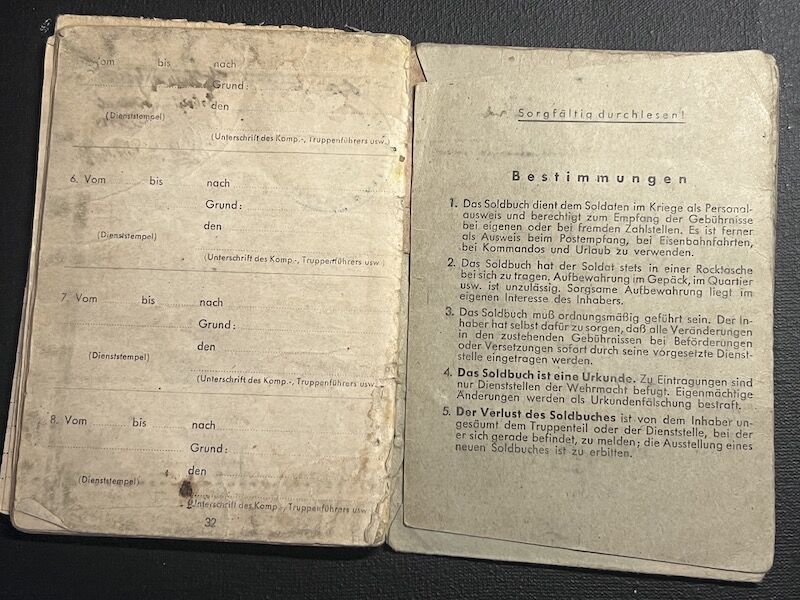 Vom bis nach
Grund:
den
(Dienststempel)
(Unterschrift des Komp.-, Truppenführers usw.)
6. Vom bis nach
Grund:
den
(Dienststempel)
(Unterschrift des Komp.-, Truppenführers usw.)
7. Vom bis nach
Grund:
den
(Dienststempel)
(Unterschrift des Komp.-, Truppenführers usw.)
8. Vom bis nach
Grund:
den
(Dienststempel)
(Unterschrift des Komp.-, Truppenführers usw.
32
Sorgfältig durchlesen!
Bestimmungen
1. Das Soldbuch dient dem Soldaten im Kriege als Personal-
ausweis und berechtigt zum Empfang der Gebührnisse
bei eigenen oder bei fremden Zahlstellen. Es ist ferner
als Ausweis beim Postempfang, bei Eisenbahnfahrten,
bei Kommandos und Urlaub zu verwenden.
2. Das Soldbuch hat der Soldat stets in einer Rocktasche
bei sich zu tragen. Aufbewahrung im Gepäck, im Quartier
usw. ist unzulässig. Sorgsame Aufbewahrung liegt im
eigenen Interesse des Inhabers.
3. Das Soldbuch muß ordnungsmäßig geführt sein. Der In-
haber hat selbst dafür zu sorgen, daß alle Veränderungen
in den zustehenden Gebührnissen bei Beförderungen
oder Versetzungen sofort durch seine vorgesetzte Dienst-
stelle eingetragen werden.
4. Das Soldbuch ist eine Urkunde. Zu Eintragungen sind
nur Dienststellen der Wehrmacht befugt. Eigenmächtige
Änderungen werden als Urkundenfälschung bestraft.
5. Der Verlust des Soldbuches ist von dem Inhaber un-
gesäumt dem Truppenteil oder der Dienststelle, bei der
er sich gerade befindet, zu melden; die Ausstellung eines
neuen Soldbuches ist zu erbitten.